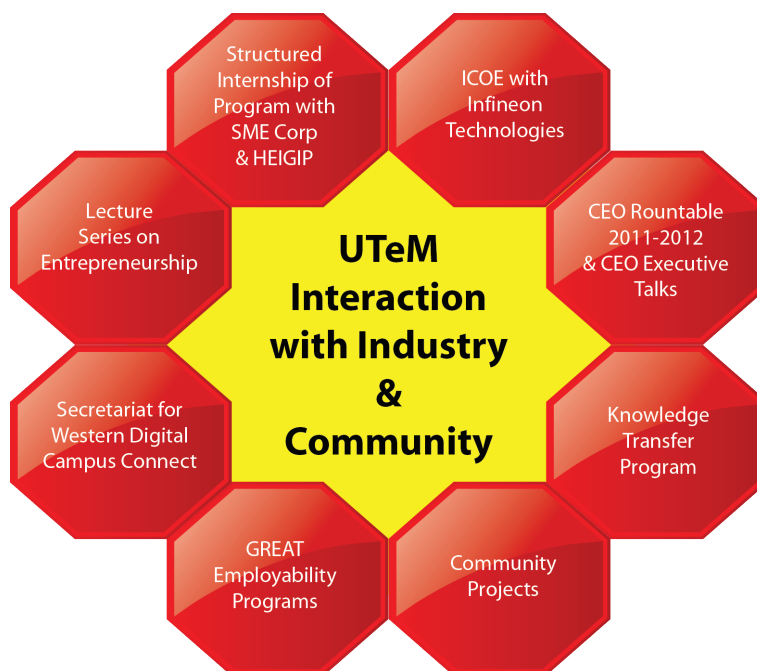 Structured
Internship of
Program with
SME Corp
& HEIGIP
ICOE with
Infineon
Technologies
Lecture
Series on
Entrepreneurship
CEO Roundtable
2011-2012
& CEO Executive
Talks
UTeM
Interaction
with Industry
&
Community
Secretariat for
Western Digital
Campus Connect
Knowledge
Transfer
Program
GREAT
Employability
Programs
Community
Projects